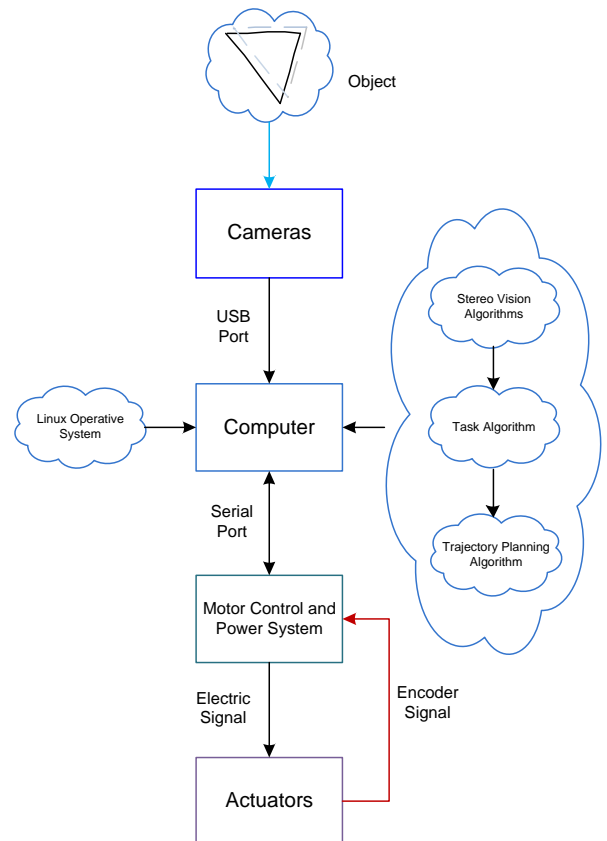 Object
Cameras
USB
Port
Stereo Vision
Algorithms
Linux Operative
System
Computer
Task Algorithm
Serial
Port
Trajectory Planning
Algorithm
Motor Control and
Power System
Electric
Signal
Encoder
Signal
Actuators